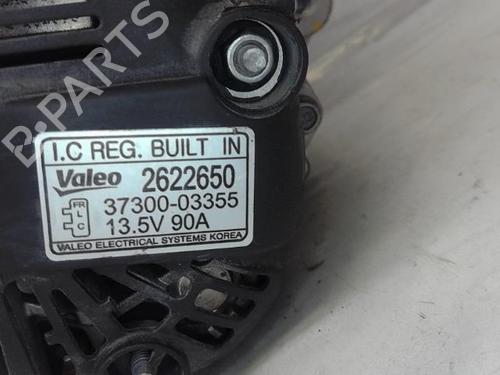 B-PARTS
I.C REG. BUILT IN
Valeo 2622650
FR
L
C
37300-03355
13.5V 90A
VALEO ELECTRICAL SYSTEMS KOREA